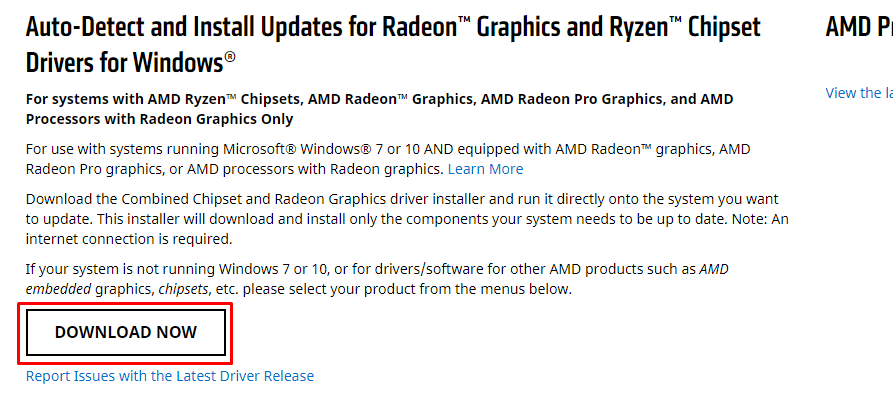 Auto-Detect and Install Updates for Radeon™ Graphics and Ryzen™ Chipset
Drivers for Windows®
For systems with AMD Ryzen™ Chipsets, AMD Radeon™ Graphics, AMD Radeon Pro Graphics, and AMD
Processors with Radeon Graphics Only
For use with systems running Microsoft® Windows® 7 or 10 AND equipped with AMD Radeon™ graphics, AMD
Radeon Pro graphics, or AMD processors with Radeon graphics. Learn More
Download the Combined Chipset and Radeon Graphics driver installer and run it directly onto the system you want
to update. This installer will download and install only the components your system needs to be up to date. Note: An
internet connection is required.
If your system is not running Windows 7 or 10, or for drivers/software for other AMD products such as AMD
embedded graphics, chipsets, etc. please select your product from the menus below.
DOWNLOAD NOW
Report Issues with the Latest Driver Release
AMD
View the